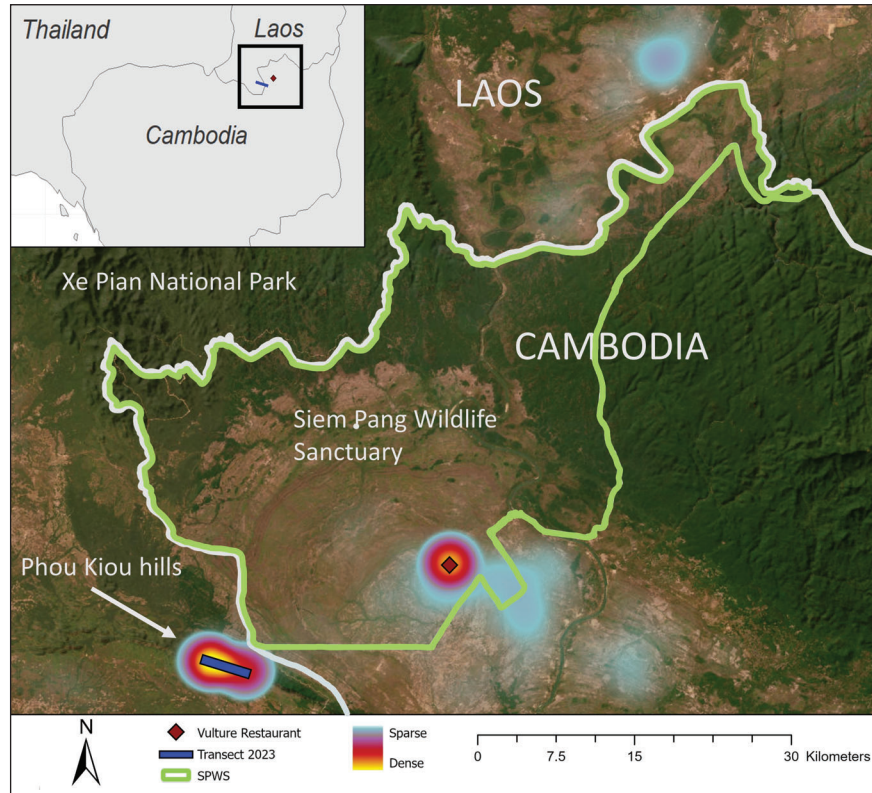 Thailand
Laos
Cambodia
LAOS
Xe Pian National Park
CAMBODIA
Siem Pang Wildlife
Sanctuary
Phou Kiou hills
N
Vulture Restaurant
Transect 2023
SPWS
Sparse
Dense
0 7.5 15 30 Kilometers